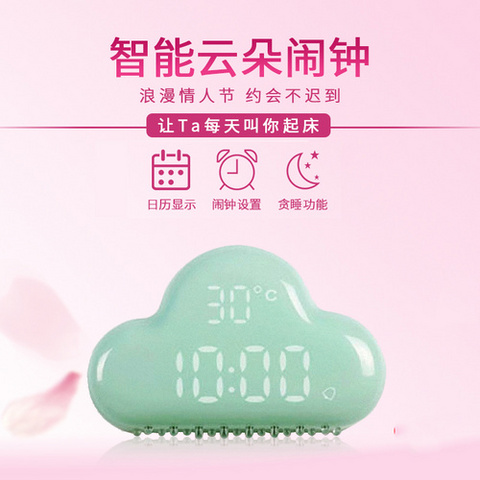 智能云朵闹钟
浪漫情人节 约会不迟到
让Ta每天叫你起床
日历显示 闹钟设置 贪睡功能
30°C
10:00